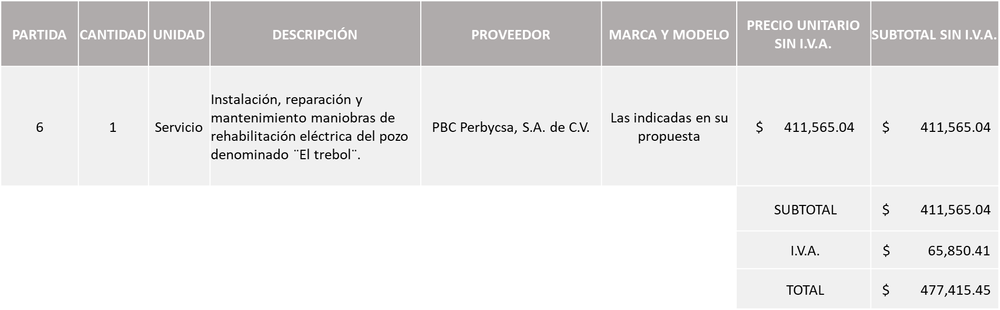 PARTIDA CANTIDAD UNIDAD DESCRIPCIÓN PROVEEDOR MARCA Y MODELO PRECIO UNITARIO SIN I.V.A. SUBTOTAL SIN I.V.A.
6 1 Servicio
Instalación, reparación y
mantenimiento maniobras de
rehabilitación eléctrica del pozo
denominado ¨El trebol¨.
PBC Perbycsa, S.A. de C.V.
Las indicadas en su
propuesta
$ 411,565.04 $ 411,565.04
SUBTOTAL $ 411,565.04
I.V.A. $ 65,850.41
TOTAL $ 477,415.45